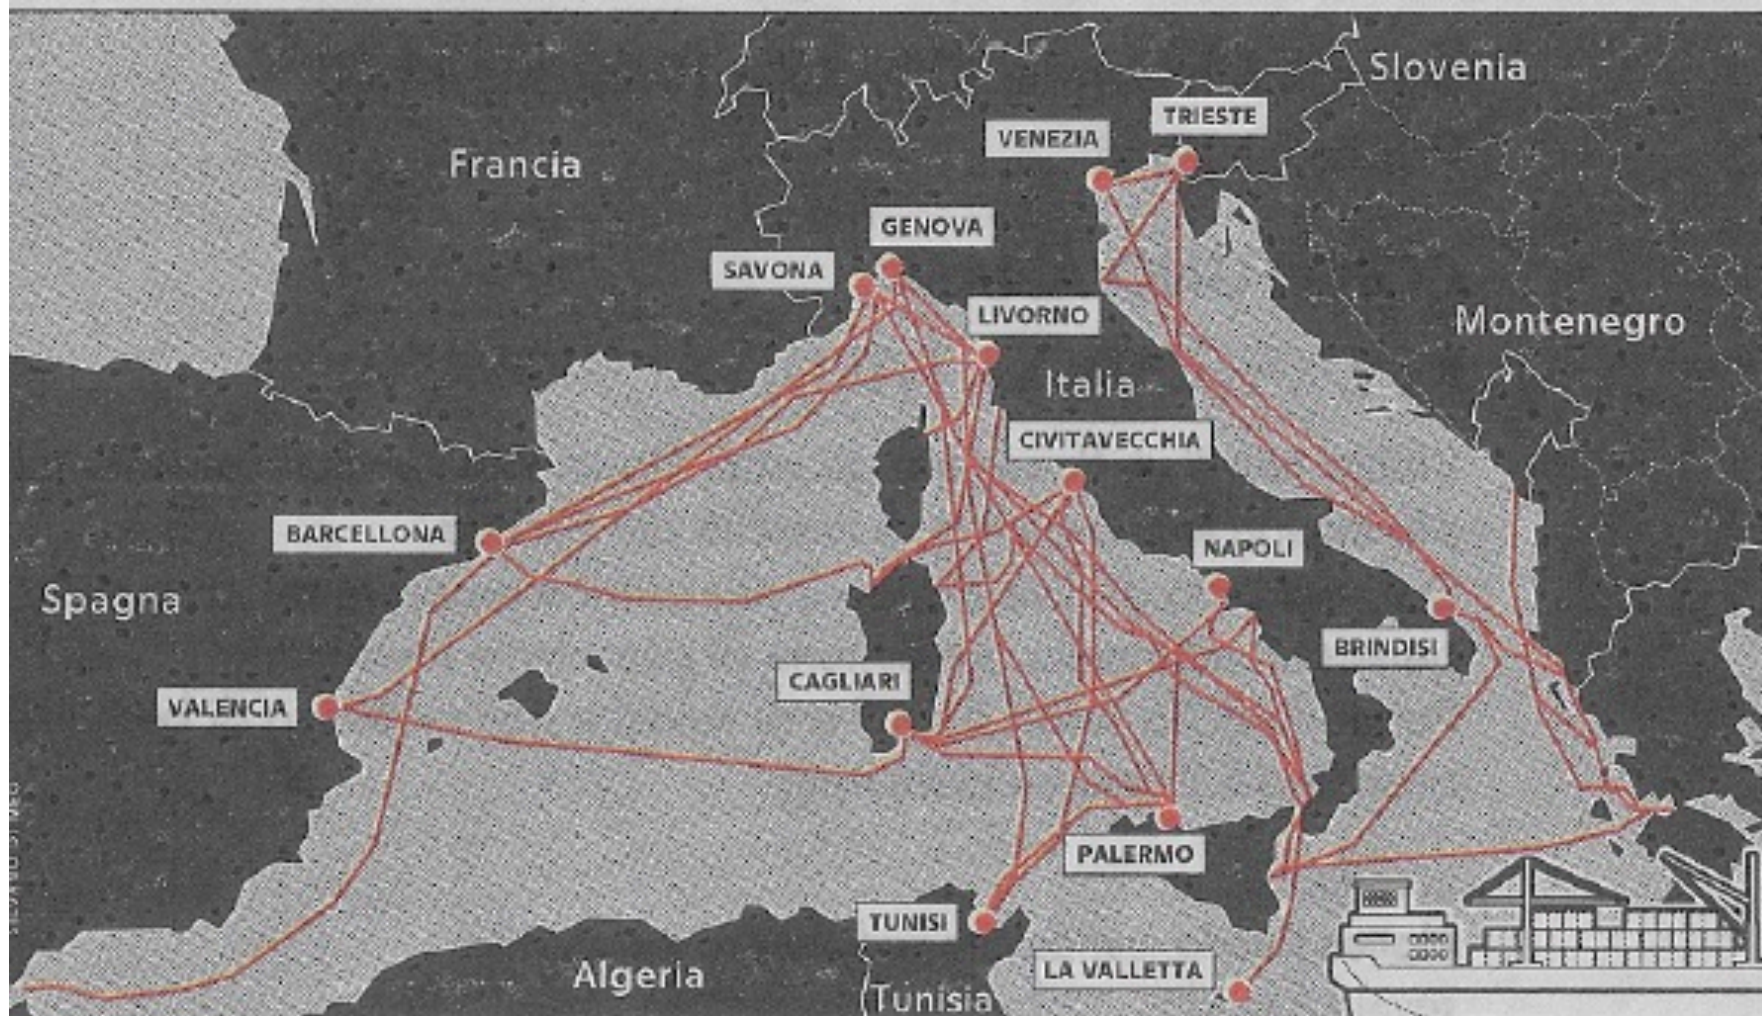 Slovenia
TRIESTE
VENEZIA
Francia
GENOVA
SAVONA
LIVORNO
Montenegro
Italia
CIVITAVECCHIA
BARCELLONA
NAPOLI
Spagna
BRINDISI
CAGLIARI
VALENCIA
PALERMO
TUNISI
LA VALLETTA
Algeria
Tunisia